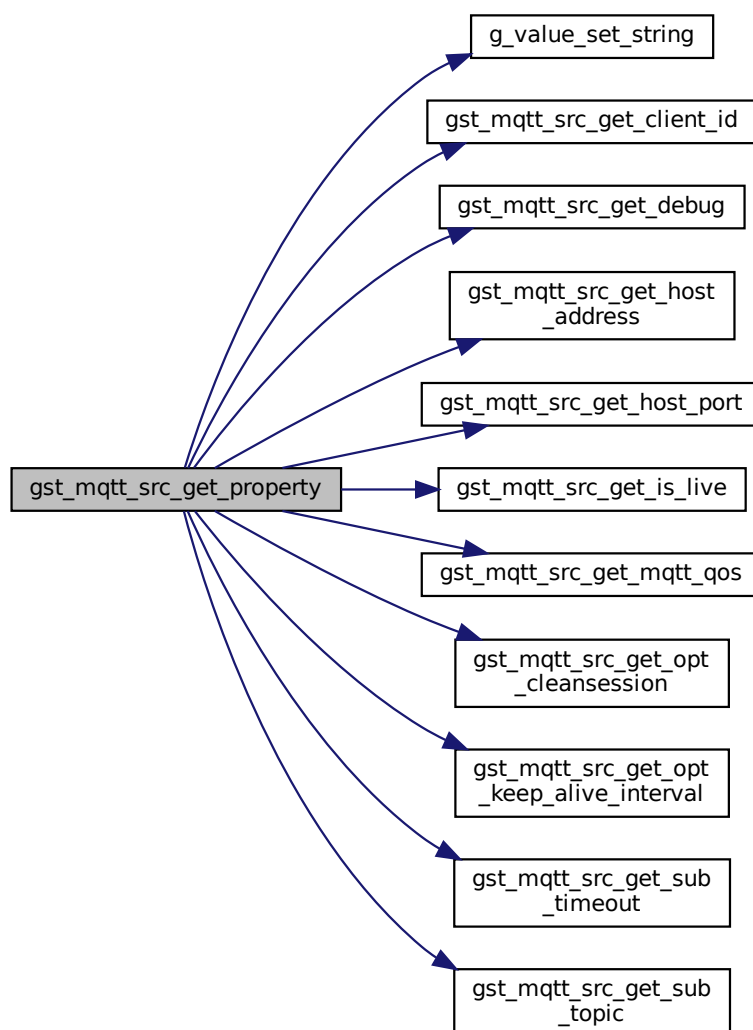 g_value_set_string
gst_mqtt_src_get_client_id
gst_mqtt_src_get_debug
gst_mqtt_src_get_host
_address
gst_mqtt_src_get_host_port
gst_mqtt_src_get_property
gst_mqtt_src_get_is_live
gst_mqtt_src_get_mqtt_qos
gst_mqtt_src_get_opt
_cleansession
gst_mqtt_src_get_opt
_keep_alive_interval
gst_mqtt_src_get_sub
_timeout
gst_mqtt_src_get_sub
_topic